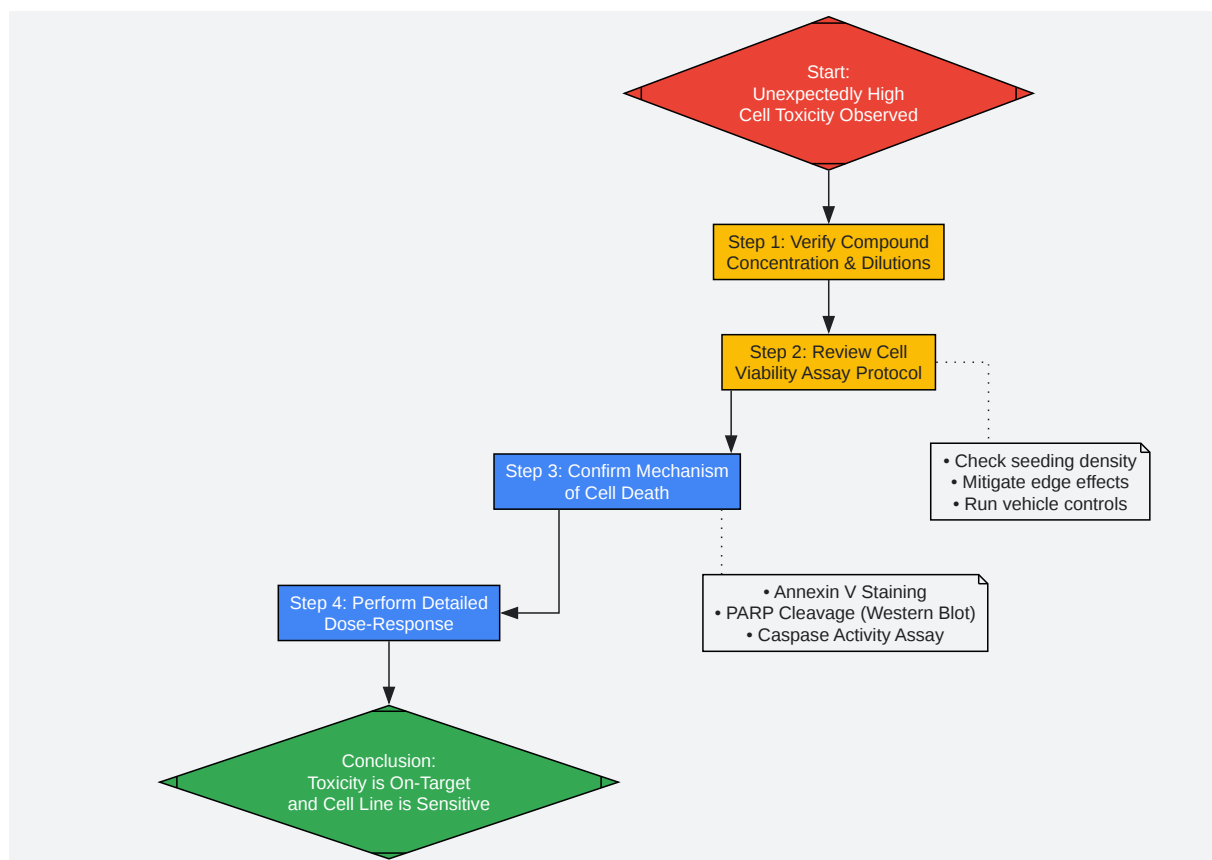 Start:
Unexpectedly High
Cell Toxicity Observed
Step 1: Verify Compound
Concentration & Dilutions
Step 2: Review Cell
Viability Assay Protocol
• Check seeding density
• Mitigate edge effects
• Run vehicle controls
Step 3: Confirm Mechanism
of Cell Death
• Annexin V Staining
• PARP Cleavage (Western Blot)
• Caspase Activity Assay
Step 4: Perform Detailed
Dose-Response
Conclusion:
Toxicity is On-Target
and Cell Line is Sensitive